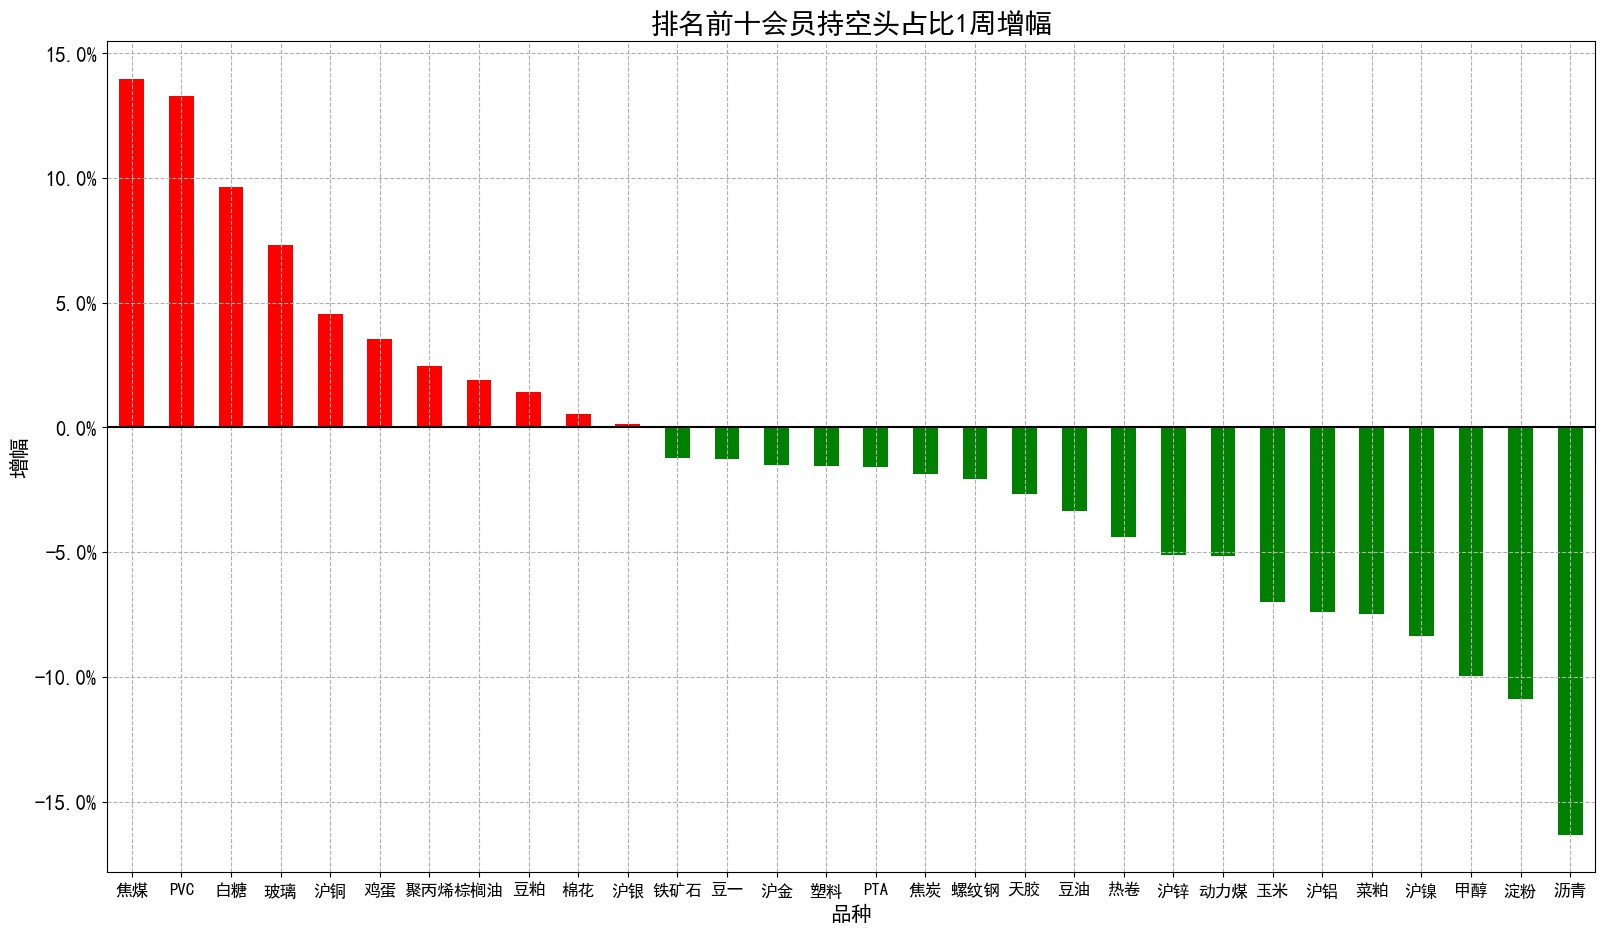 排名前十会员持空头占比1周增幅
15.0%
10.0%
5.0%
0.0%
-5.0%
-10.0%
-15.0%
增幅
焦煤 PVC 白糖 玻璃 沪铜 鸡蛋 聚丙烯 棕榈油 豆粕 棉花 沪银 铁矿石 豆一 沪金 塑料 PTA 焦炭 螺纹钢 天胶 豆油 热卷 沪锌 动力煤 玉米 沪铝 菜粕 沪镍 甲醇 淀粉 沥青
品种